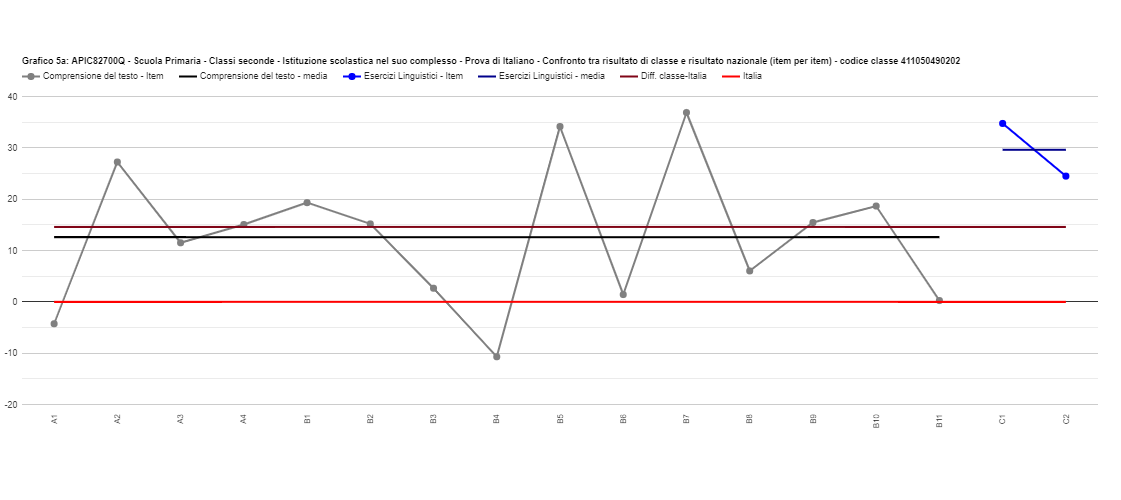 Grafico 5a: APIC82700Q - Scuola Primaria - Classi seconde - Istituzione scolastica nel suo complesso - Prova di Italiano - Confronto tra risultato di classe e risultato nazionale (item per item) - codice classe 411050490202
Comprensione del testo - Item Comprensione del testo - media Esercizi Linguistici - Item Esercizi Linguistici - media Diff. classe-Italia Italia
40
30
20
10
0
-10
-20
A1 A2 A3 A4 B1 B2 B3 B4 B5 B6 B7 B8 B9 B10 B11 C1 C2